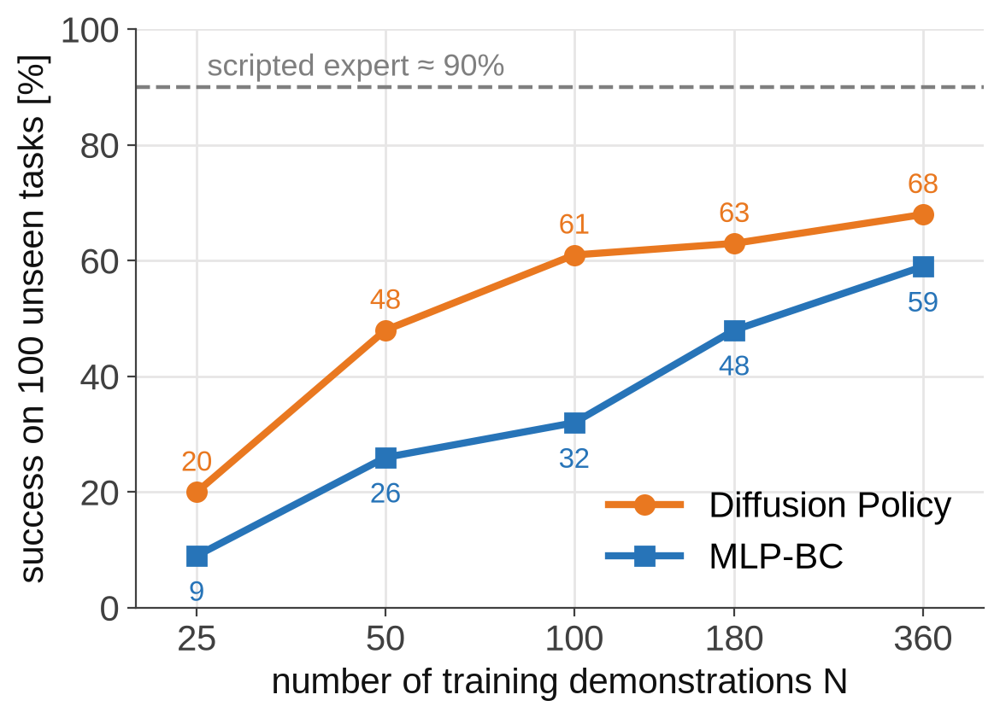 success on 100 unseen tasks [%]
100
80
60
40
20
0
scripted expert ≈ 90%
20
48
61
63
68
9
26
32
48
59
Diffusion Policy
MLP-BC
25 50 100 180 360
number of training demonstrations N